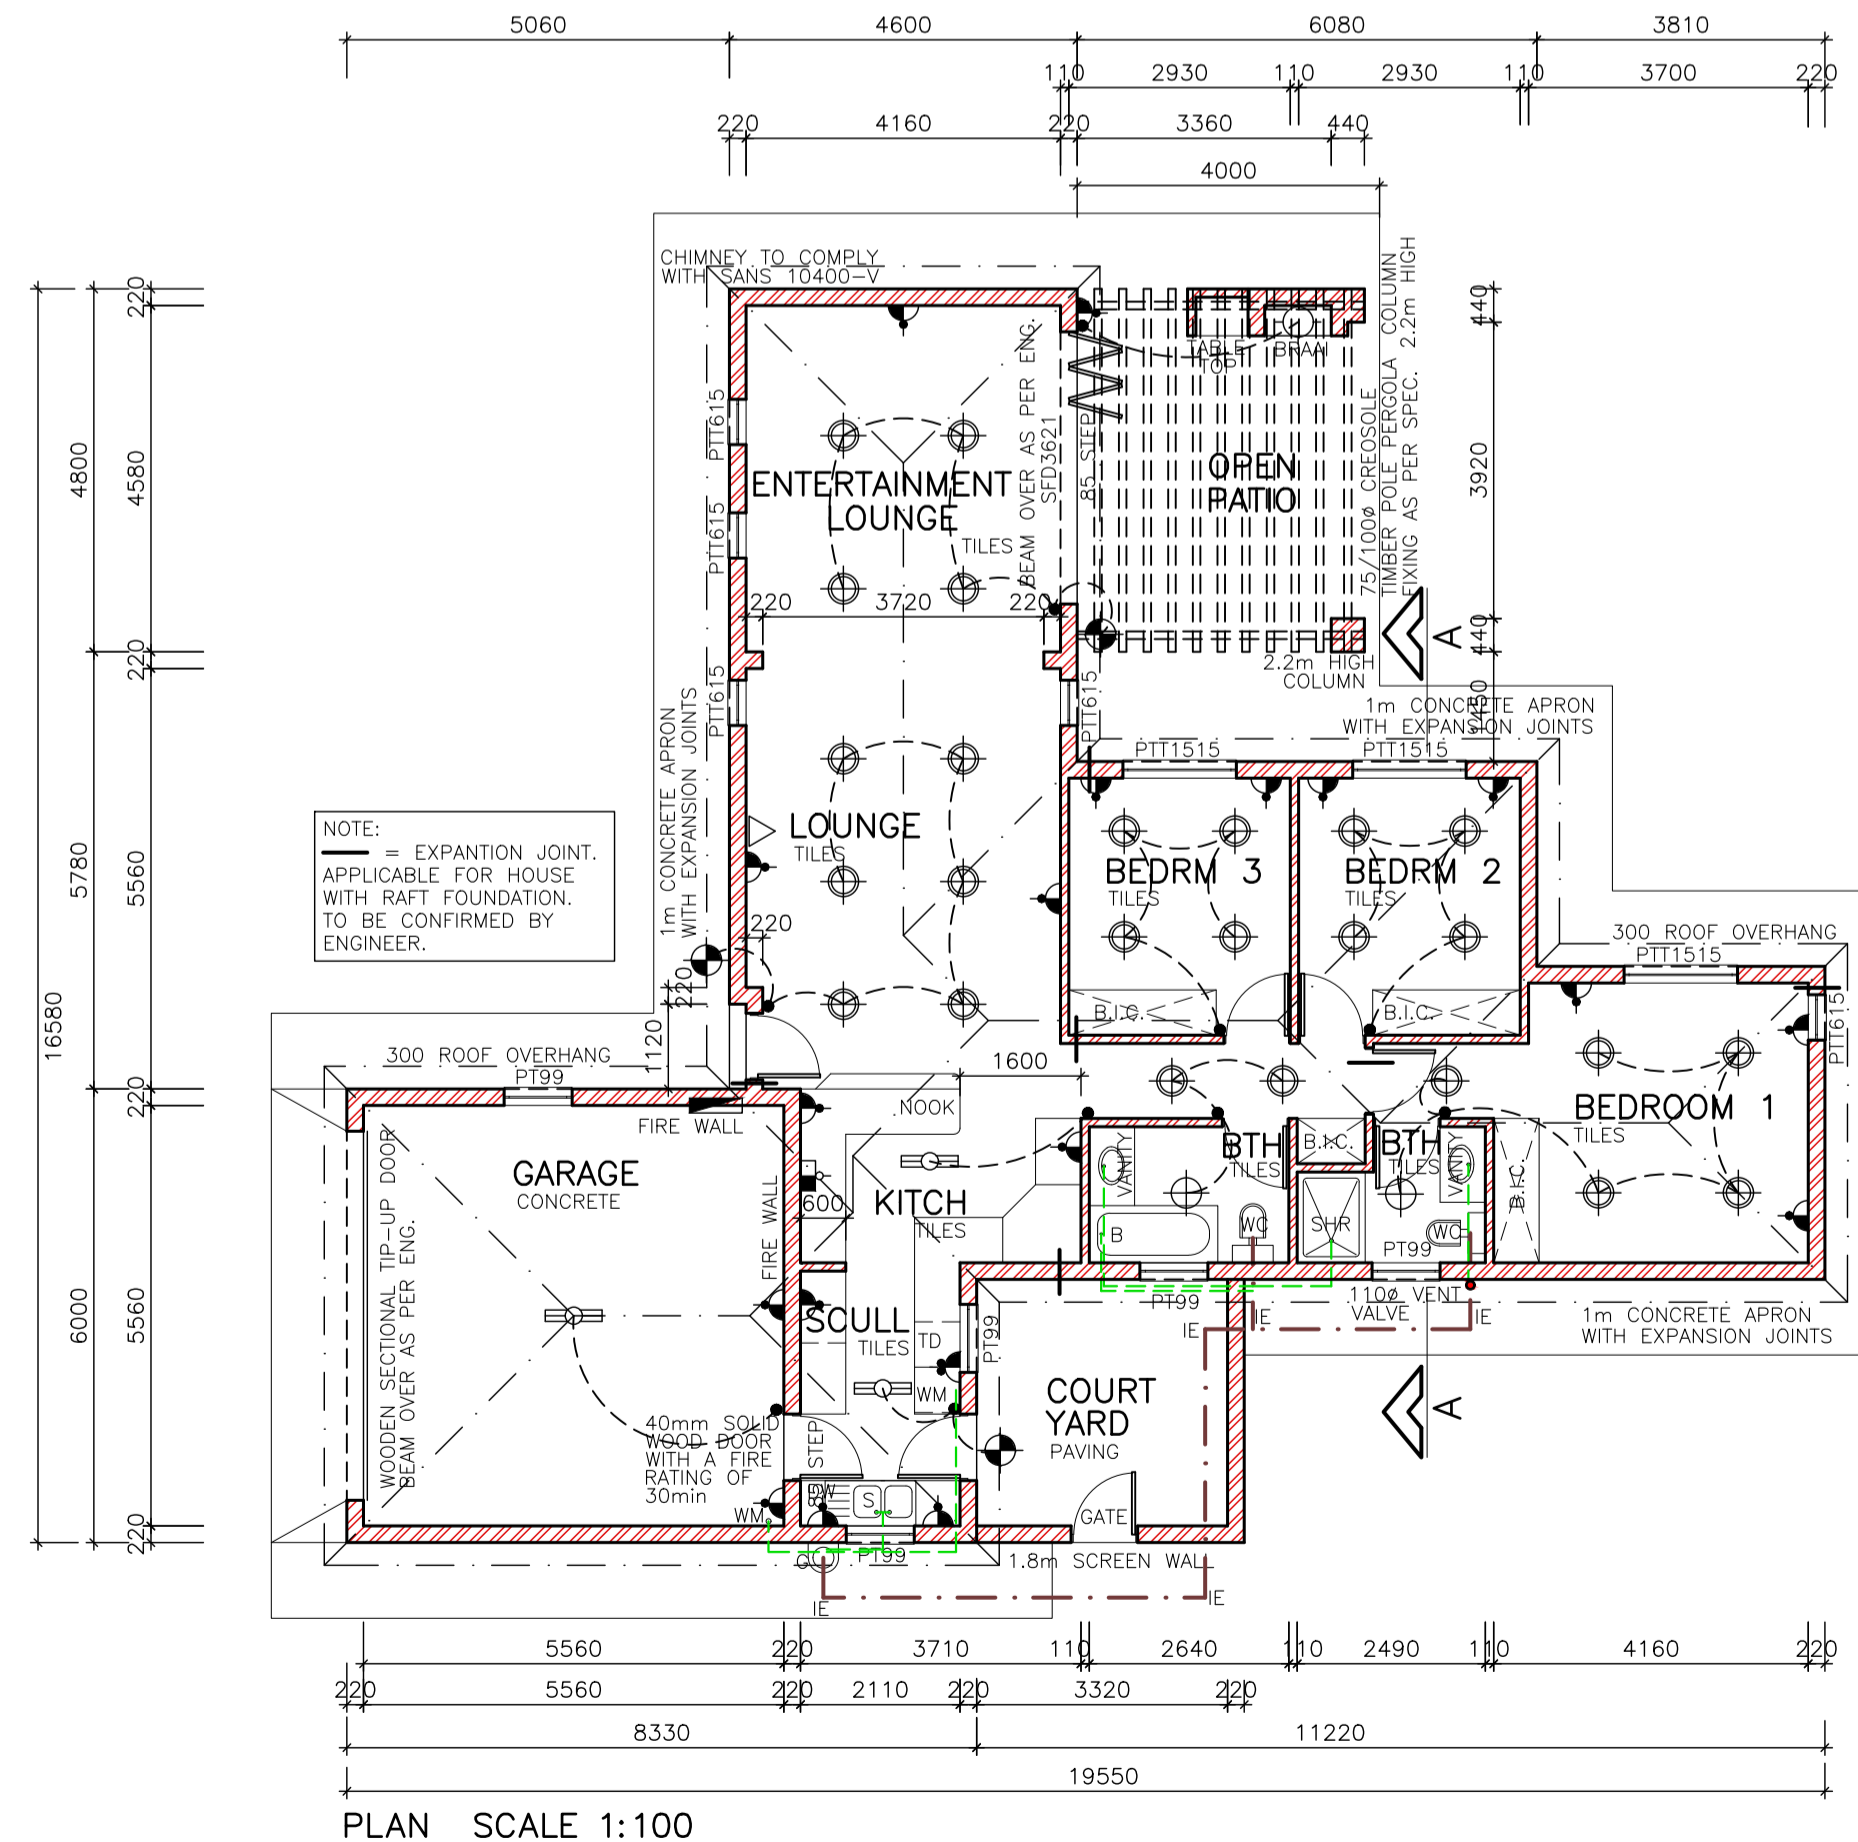 5060 4600 6080 3810
110 2930 110 2930 110 3700 220
220 4160 220 3360 440
4000
CHIMNEY TO COMPLY
WITH SANS 10400-V
220
4800
4580
220
5780
5560
16580
220
6000
5560
220
440
3920
440
1450
PTT615
PTT615
PTT615
ENTERTAINMENT
LOUNGE
TILES
BEAM OVER AS PER ENG.
SFD3621
85 STEP
TABLE
TOP
BRAAI
OPEN
PATIO
75/100ø CREOSOLE
TIMBER POLE PERGOLA COLUMN
FIXING AS PER SPEC. 2.2m HIGH
220 3720 220
A
2.2m HIGH
COLUMN
1m CONCRETE APRON
WITH EXPANSION JOINTS
PTT615
PTT1515
PTT1515
1m CONCRETE APRON
WITH EXPANSION JOINTS
NOTE:
= EXPANTION JOINT.
APPLICABLE FOR HOUSE
WITH RAFT FOUNDATION.
TO BE CONFIRMED BY
ENGINEER.
LOUNGE
TILES
BEDRM 3
TILES
BEDRM 2
TILES
220
220
1120
300 ROOF OVERHANG
PTT1515
PTT615
B.I.C.
B.I.C.
300 ROOF OVERHANG
PT99
1600
NOOK
FIRE WALL
BEDROOM 1
TILES
GARAGE
CONCRETE
WOODEN SECTIONAL TIP-UP DOOR
BEAM OVER AS PER ENG.
FIRE WALL
600
KITCH
TILES
VANITY
BTH
TILES
B.I.C.
BTH
TILES
VANITY
B.I.C.
B
WC
SHR
WC
PT99
PT99
110ø VENT
VALVE
IE
IE
IE
1m CONCRETE APRON
WITH EXPANSION JOINTS
SCULL
TILES
TD
WM
PT99
COURT
YARD
PAVING
A
40mm SOLID
WOOD DOOR
WITH A FIRE
RATING OF
30min
85 STEP
DW
S
WM
GATE
G
PT99
1.8m SCREEN WALL
IE
IE
5560 220 3710 110 2640 110 2490 110 4160 220
220 5560 220 2110 220 3320 220
8330 11220
19550
PLAN SCALE 1:100